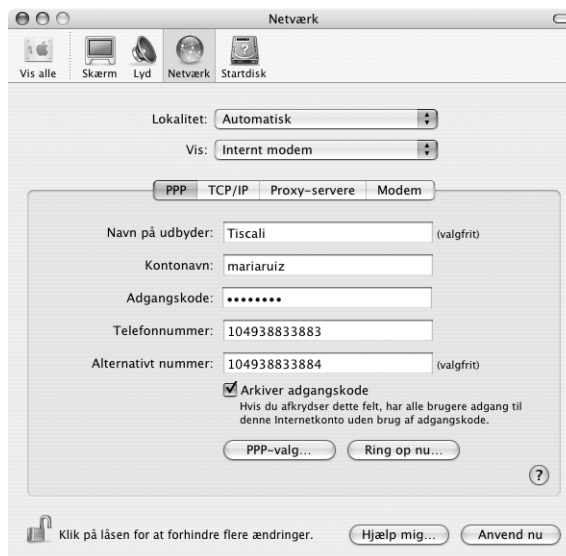 Netværk
Vis alle Skærm Lyd Netværk Startdisk
Lokalitet: Automatisk
Vis: Internt modem
PPP TCP/IP Proxy-servere Modem
Navn på udbyder: Tiscali (valgfrit)
Kontonavn: mariaruiz
Adgangskode: ••••••••
Telefonnummer: 104938833883
Alternativt nummer: 104938833884 (valgfrit)
Arkiver adgangskode
Hvis du afkrydser dette felt, har alle brugere adgang til
denne Internetkonto uden brug af adgangskode.
PPP-valg... Ring op nu...
?
Klik på låsen for at forhindre flere ændringer. Hjælp mig... Anvend nu